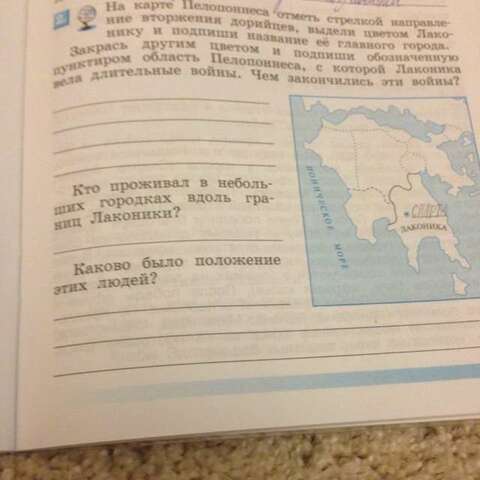 2. На карте Пелопоннеса отметь стрелкой направле-
ние вторжения дорийцев, выдели цветом Лако-
нику и подпиши название её главного города.
Закрась другим цветом и подпиши обозначенную
пунктиром область Пелопоннеса, с которой Лаконика
вела длительные войны. Чем закончились эти войны?
Кто проживал в неболь-
ших городках вдоль гра-
ниц Лаконики?
Каково было положение
этих людей?
ИОНИЧЕСКОЕ МОРЕ
СПАРТА
ЛАКОНИКА